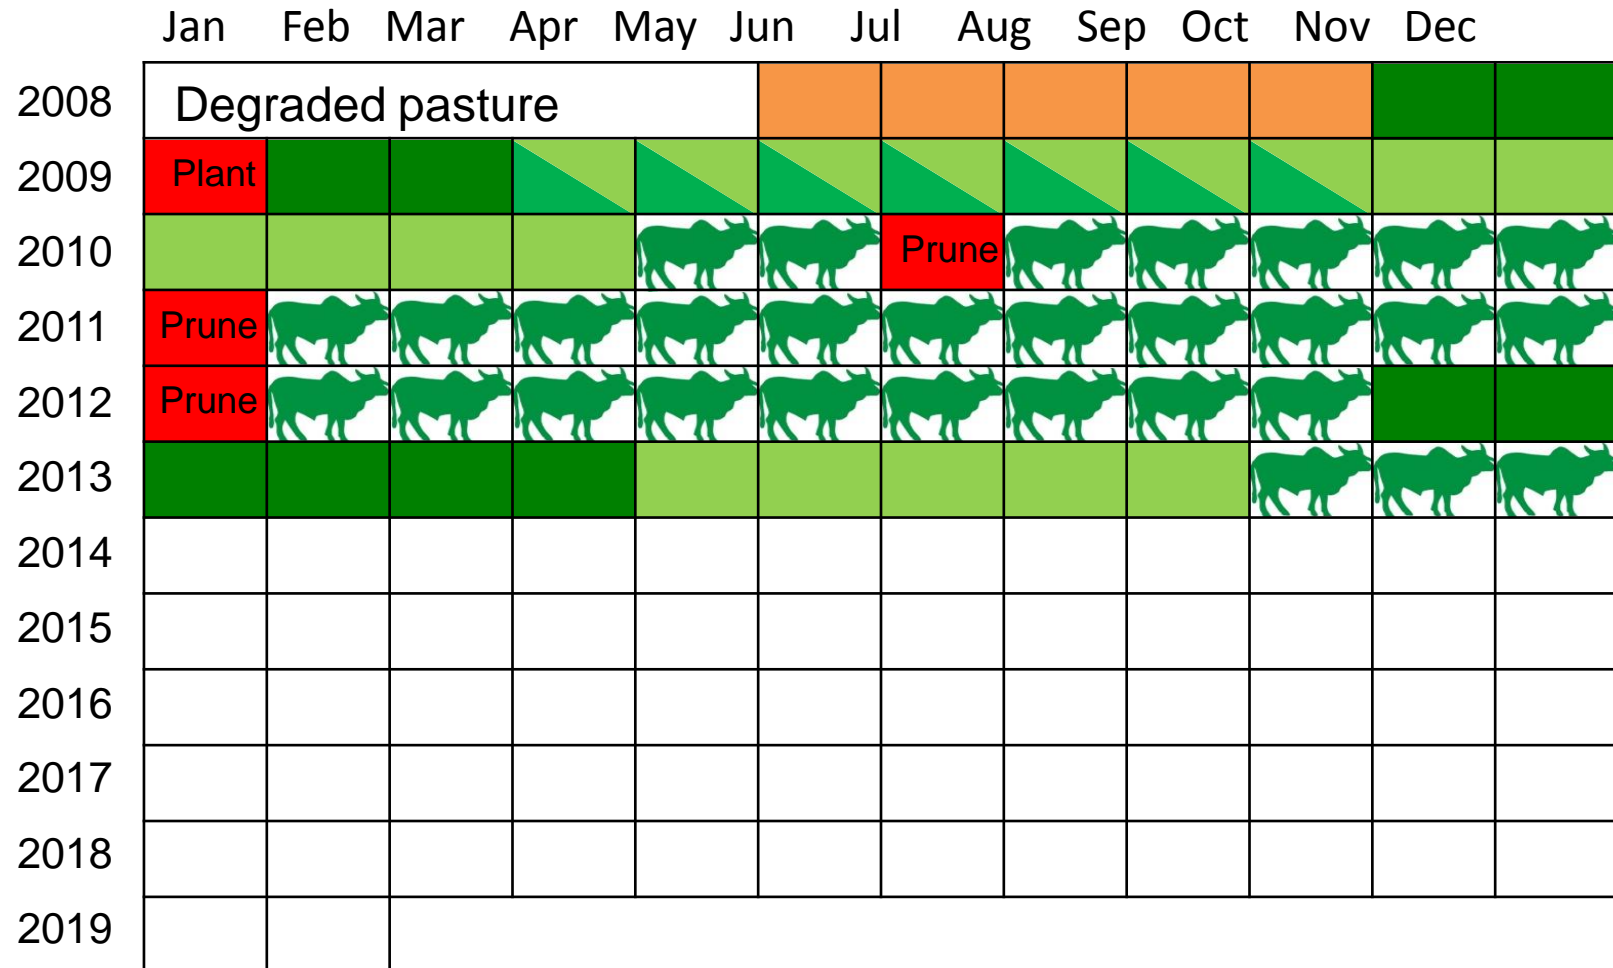 Jan Feb Mar Apr May Jun Jul Aug Sep Oct Nov Dec
2008 Degraded pasture
2009 Plant
2010 Prune
2011 Prune
2012 Prune
2013
2014
2015
2016
2017
2018
2019